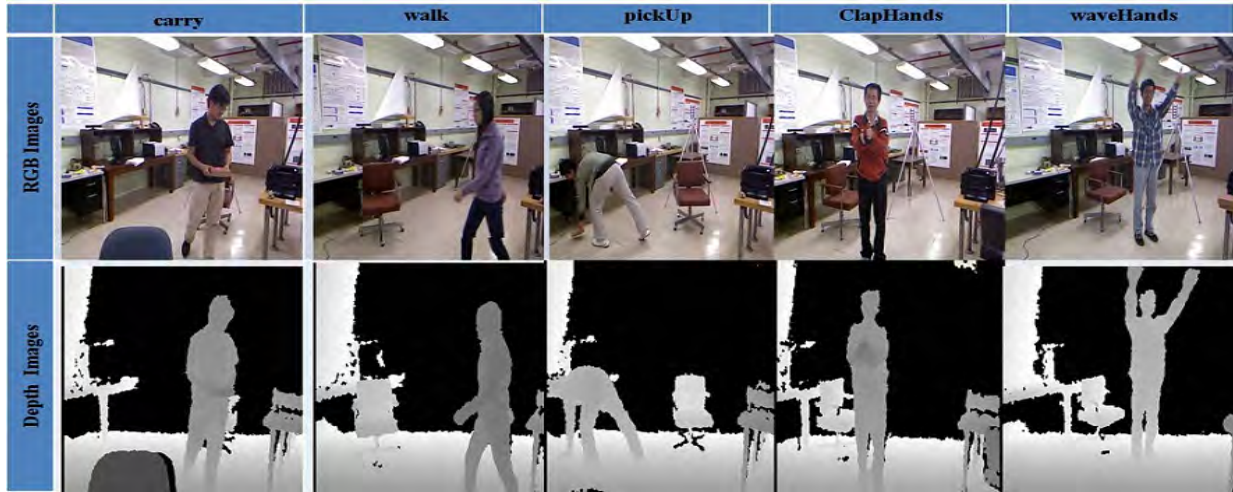 carry
walk
pickUp
ClapHands
waveHands
RGB Images
Depth Images